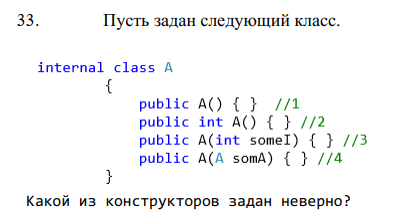 33. Пусть задан следующий класс.
internal class A
{
public A() { } //1
public int A() { } //2
public A(int someI) { } //3
public A(A somA) { } //4
}
Какой из конструкторов задан неверно?